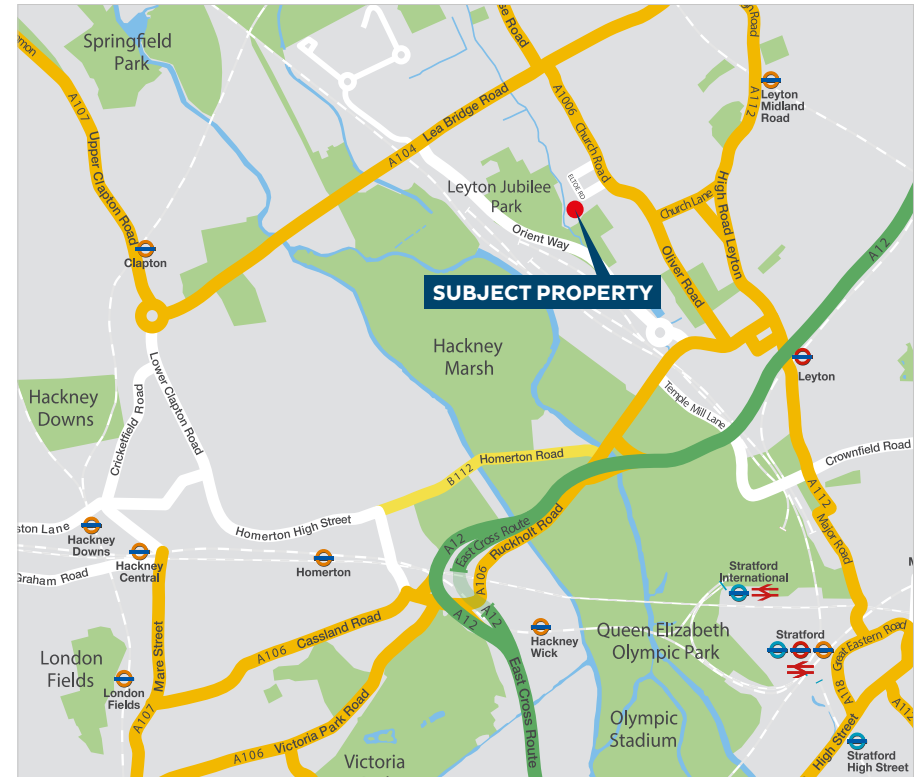 Springfield
Park
A107
Upper Clapton Road
Clapton
A104
Lea Bridge Road
A1006
Church Road
ELTOE RD
Leyton
Midland
Road
A112
High Road Leyton
Church Lane
Leyton Jubilee
Park
Orient Way
Oliver Road
A12
SUBJECT PROPERTY
Hackney
Marsh
Leyton
Temple Mill Lane
Crownfield Road
Hackney
Downs
Cricketfield Road
Lower Clapton Road
B112
Homerton Road
A112
Major Road
Homerton High Street
ston Lane
Hackney
Downs
Hackney
Central
Graham Road
Homerton
A12
East Cross Route
Ruckholt Road
A106
A12
A12
East Cross Route
Hackney
Wick
Stratford
International
Queen Elizabeth
Olympic Park
Stratford
Great Eastern Road
A118
High Street
A112
Stratford
High Street
Olympic
Stadium
London
Fields
London
Fields
Mare Street
A107
A106
Cassland Road
A106
Victoria Park Road
Victoria